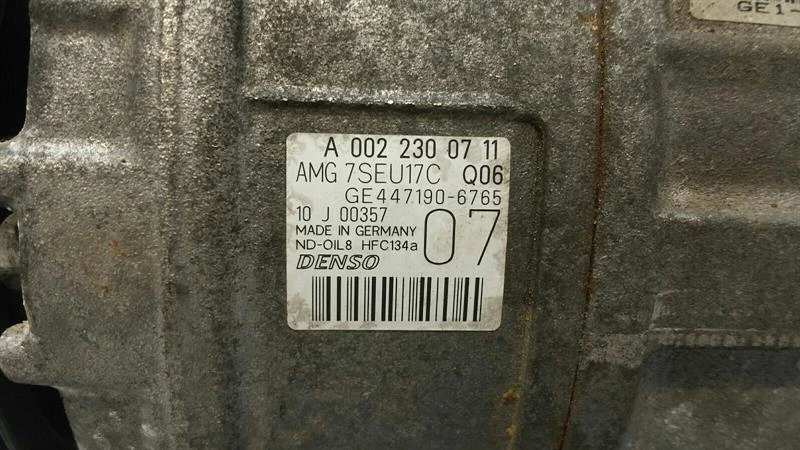 GE1-
A 002 230 07 11
AMG 7SEU17C Q06
GE447190-6765
10 J 00357
MADE IN GERMANY
07
ND-OIL8 HFC134a
DENSO